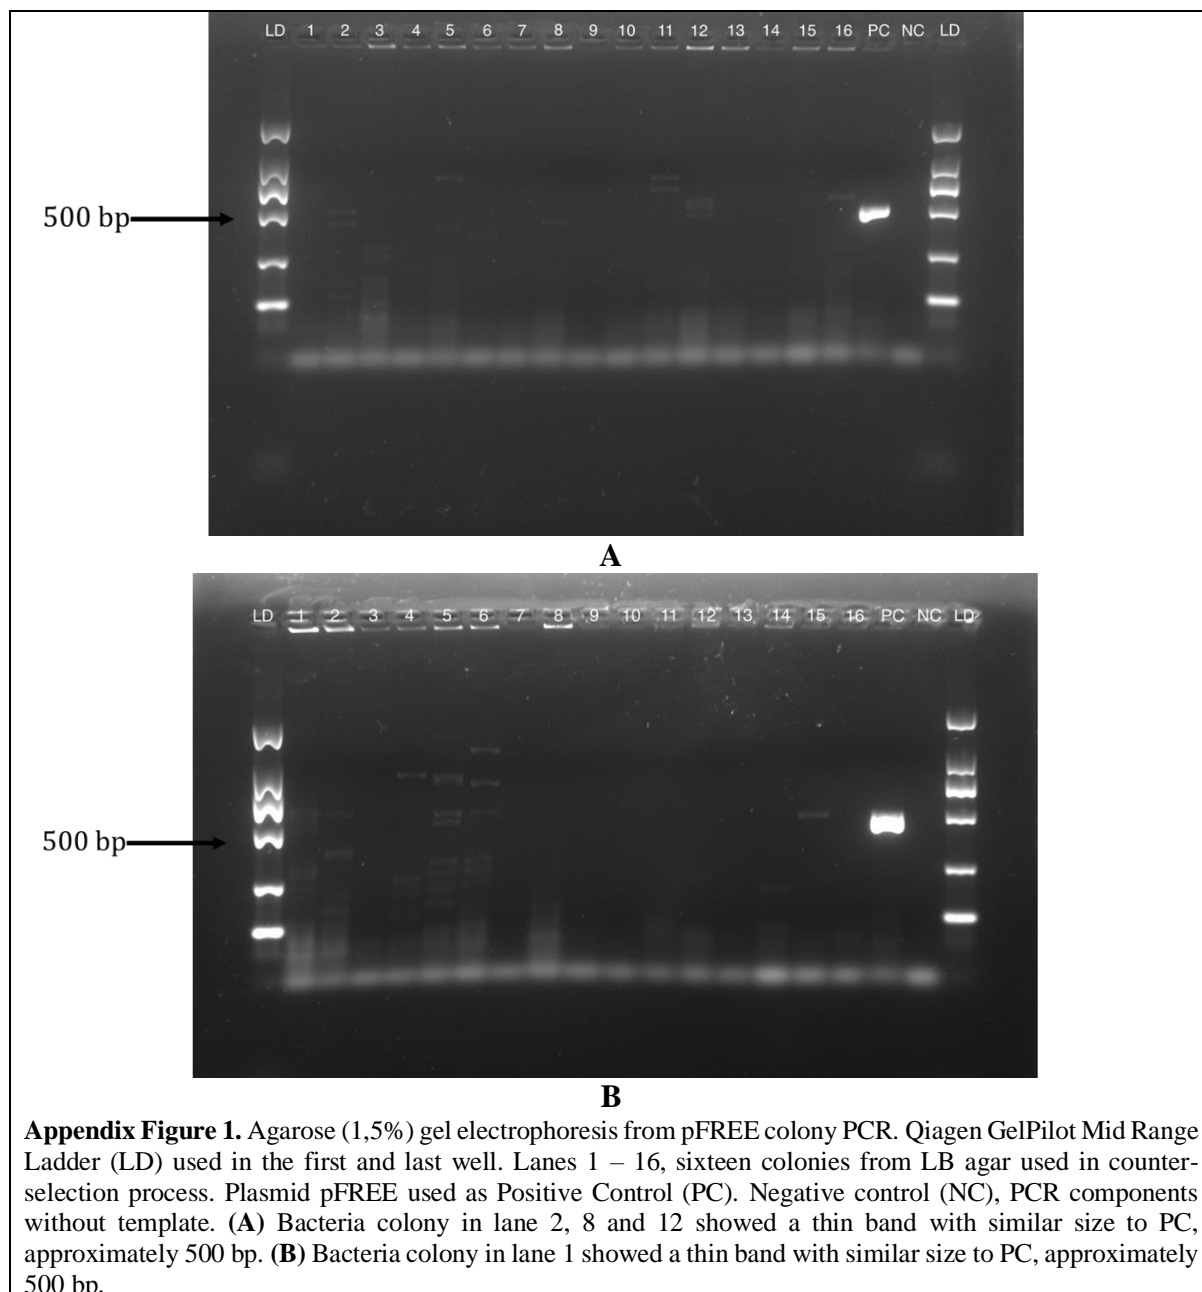 LD 1 2 3 4 5 6 7 8 9 10 11 12 13 14 15 16 PC NC LD
500 bp
A
LD 1 2 3 4 5 6 7 8 9 10 11 12 13 14 15 16 PC NC LD
500 bp
B
Appendix Figure 1. Agarose (1,5%) gel electrophoresis from pFREE colony PCR. Qiagen GelPilot Mid Range
Ladder (LD) used in the first and last well. Lanes 1 – 16, sixteen colonies from LB agar used in counter-
selection process. Plasmid pFREE used as Positive Control (PC). Negative control (NC), PCR components
without template. (A) Bacteria colony in lane 2, 8 and 12 showed a thin band with similar size to PC,
approximately 500 bp. (B) Bacteria colony in lane 1 showed a thin band with similar size to PC, approximately
500 bp.